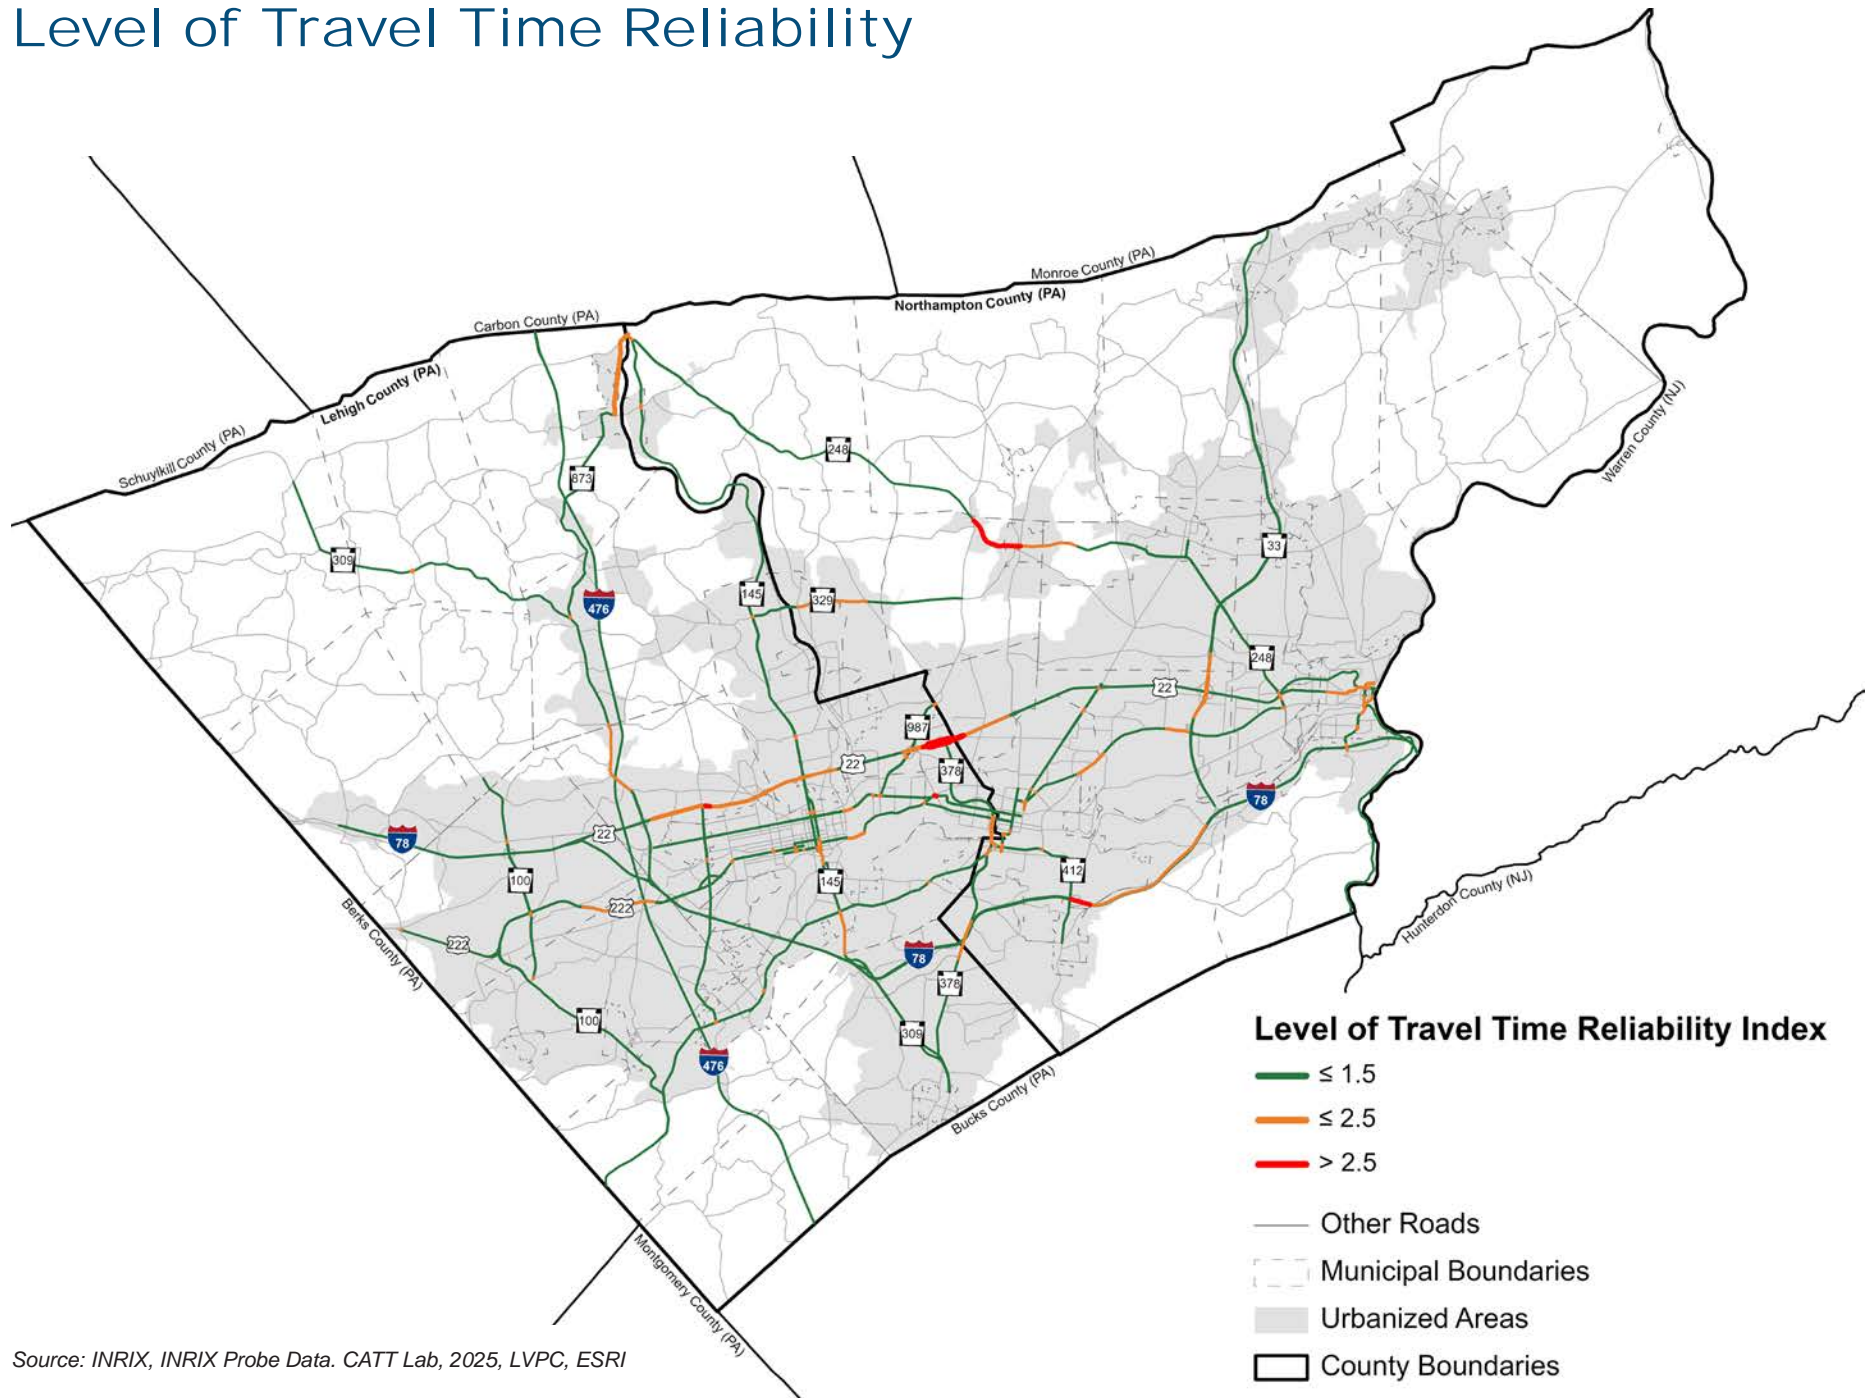 Level of Travel Time Reliability
Monroe County (PA)
Northampton County (PA)
Carbon County (PA)
Lehigh County (PA)
Schuylkill County (PA)
Warren County (NJ)
248
873
33
309
476
145
329
248
22
987
22
378
78
22
78
100
145
412
222
222
Berks County (PA)
Hunterdon County (NJ)
78
378
100
309
476
Bucks County (PA)
Montgomery County (PA)
Level of Travel Time Reliability Index
≤ 1.5
≤ 2.5
> 2.5
Other Roads
Municipal Boundaries
Urbanized Areas
County Boundaries
Source: INRIX, INRIX Probe Data. CATT Lab, 2025, LVPC, ESRI